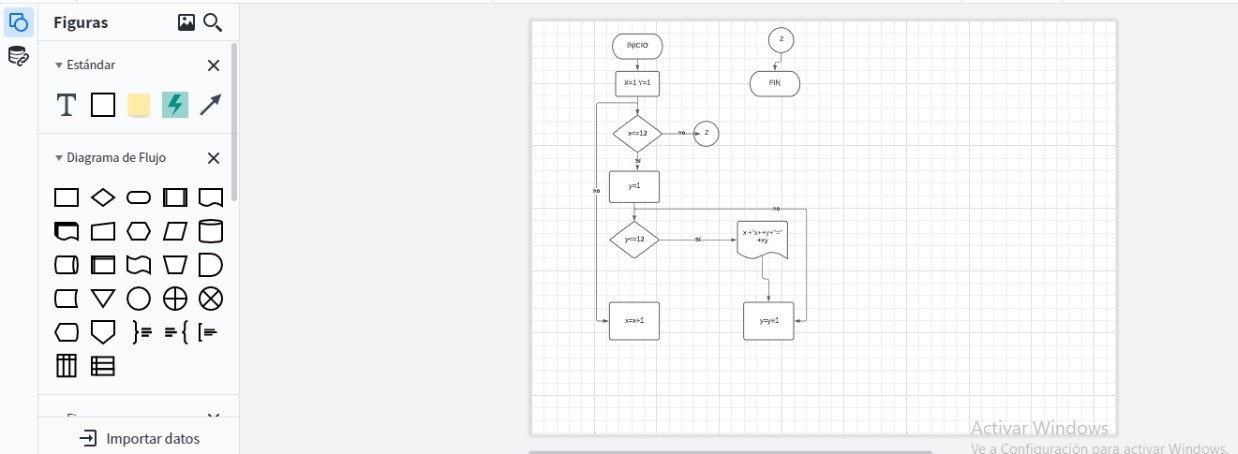 Figuras
Estándar
T
Diagrama de Flujo
Importar datos
INICIO
2
X=1 Y=1
FIN
x<=12
no
2
si
y=1
no
no
y<=12
si
x +"x++y+"="
+xy
x=x+1
y=y+1
Activar Windows
Ve a Configuración para activar Windows.